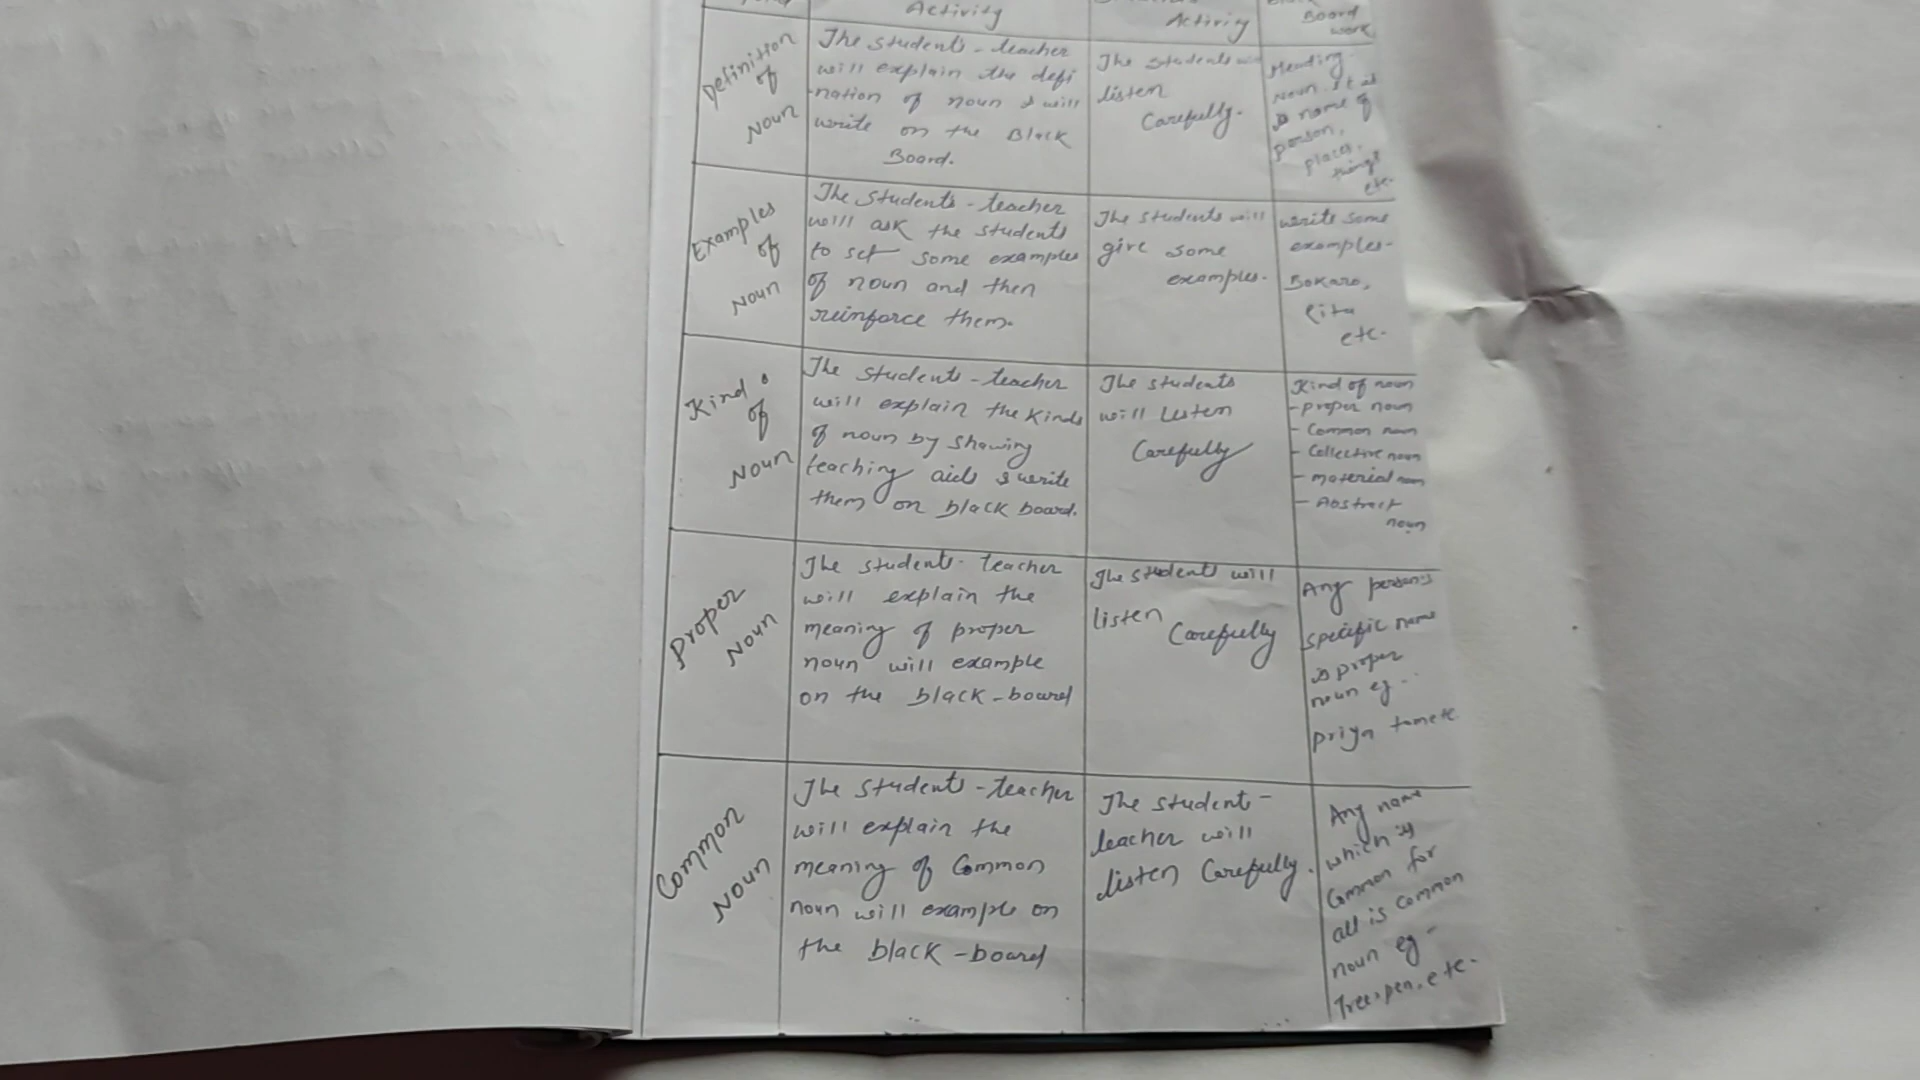 Activity
Activity
Board
work
Definition
of
Noun
The students - teacher
will explain the defi
-nation of noun & will
write on the Black
Board.
The students will
listen
Carefully.
Heading
Noun. It
is name of
person,
places,
things
etc.
Examples
of
Noun
The students - teacher
will ask the students
to set some examples
of noun and then
reinforce them.
The students will
give some
examples.
write some
examples-
Bokaro,
etc.
Kind
of
Noun
The students - teacher
will explain the Kinds
of noun by showing
teaching aids & write
them on black board.
The students
will Listen
Carefully
Kind of noun
- proper noun
- Common noun
- Collective noun
- material noun
- Abstract
noun
Proper
Noun
The students - teacher
will explain the
meaning of proper
noun will example
on the black-board
The students will
listen
Carefully
Any person's
specific name
is proper
noun eg..
priya
Common
Noun
The students - teacher
will explain the
meaning of Common
noun will example on
the black-board
The student-
teacher will
listen Carefully.
Any name
which is
Common for
all is common
noun eg-
Tree, pen, etc.